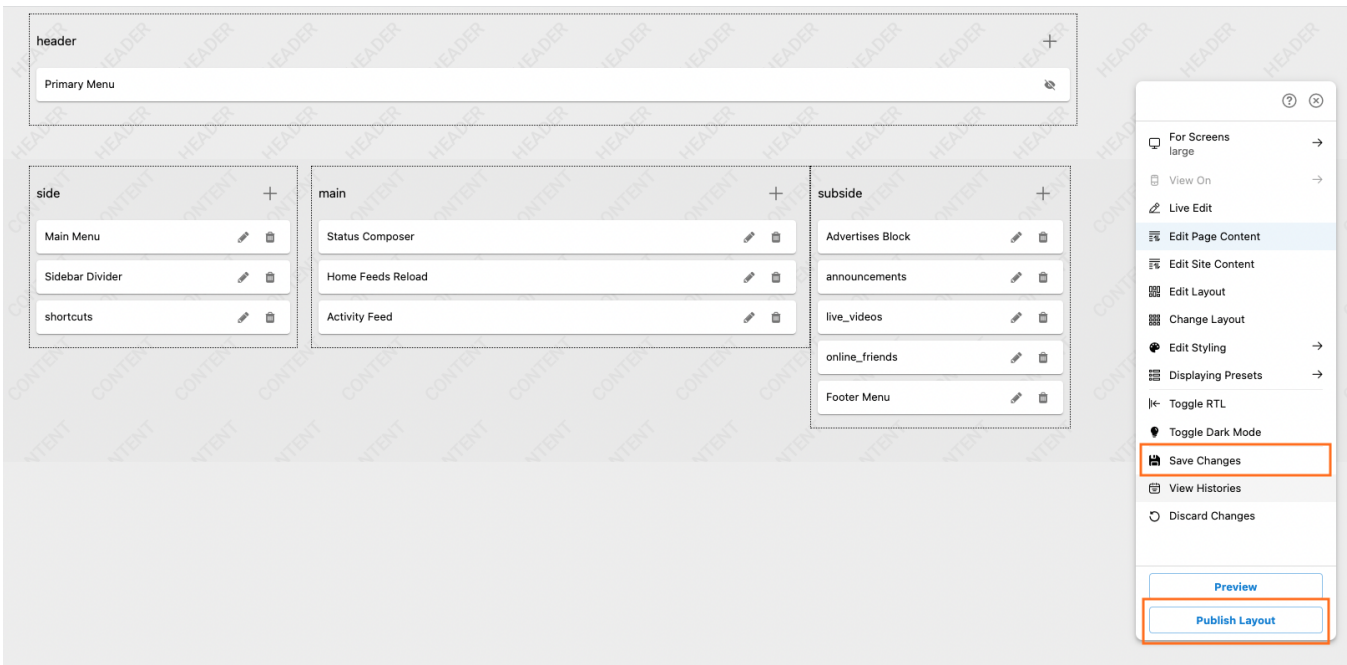 header
Primary Menu
side
Main Menu
Sidebar Divider
shortcuts
main
Status Composer
Home Feeds Reload
Activity Feed
subside
Advertises Block
announcements
live_videos
online_friends
Footer Menu
For Screens
large
View On
Live Edit
Edit Page Content
Edit Site Content
Edit Layout
Change Layout
Edit Styling
Displaying Presets
Toggle RTL
Toggle Dark Mode
Save Changes
View Histories
Discard Changes
Preview
Publish Layout
HEADER
CONTENT